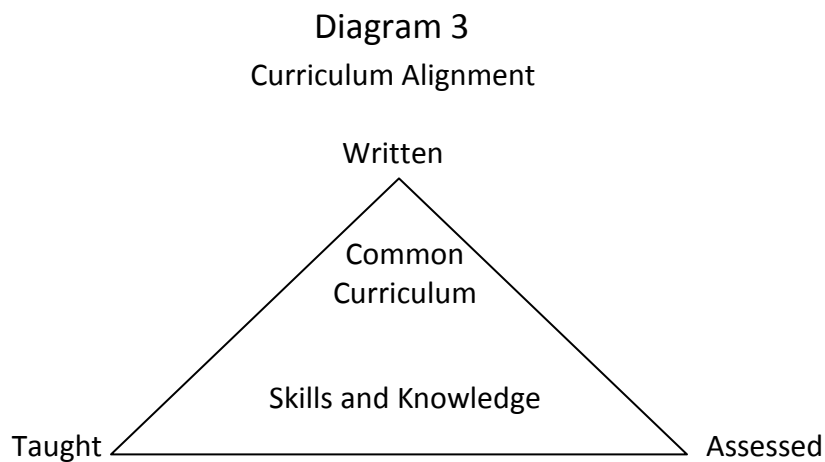 Diagram 3
Curriculum Alignment
Written
Common
Curriculum
Skills and Knowledge
Taught
Assessed